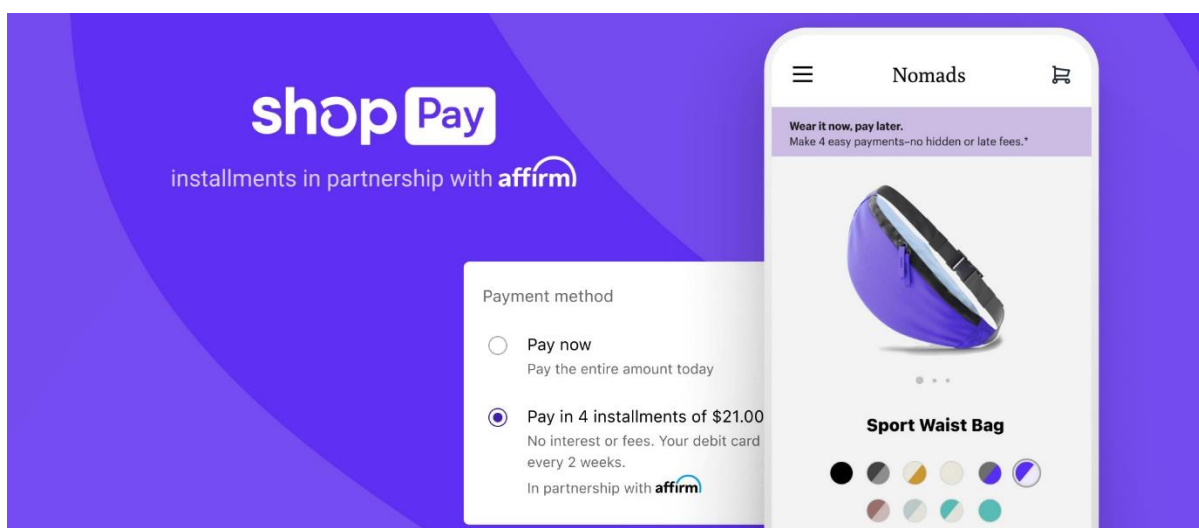 shop Pay
installments in partnership with affirm
Payment method
Pay now
Pay the entire amount today
Pay in 4 installments of $21.00
No interest or fees. Your debit card
every 2 weeks.
In partnership with affirm
Nomads
Wear it now, pay later.
Make 4 easy payments–no hidden or late fees.*
Sport Waist Bag